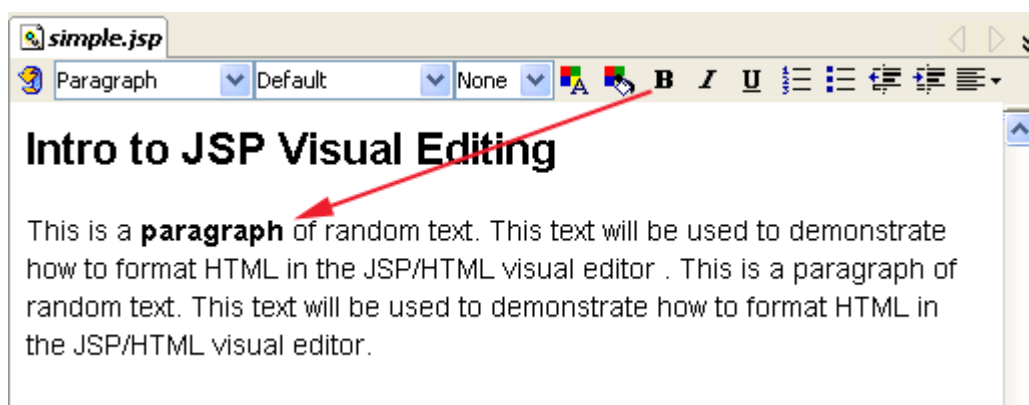 simple.jsp
Paragraph Default None A B I U
Intro to JSP Visual Editing
This is a paragraph of random text. This text will be used to demonstrate
how to format HTML in the JSP/HTML visual editor . This is a paragraph of
random text. This text will be used to demonstrate how to format HTML in
the JSP/HTML visual editor.